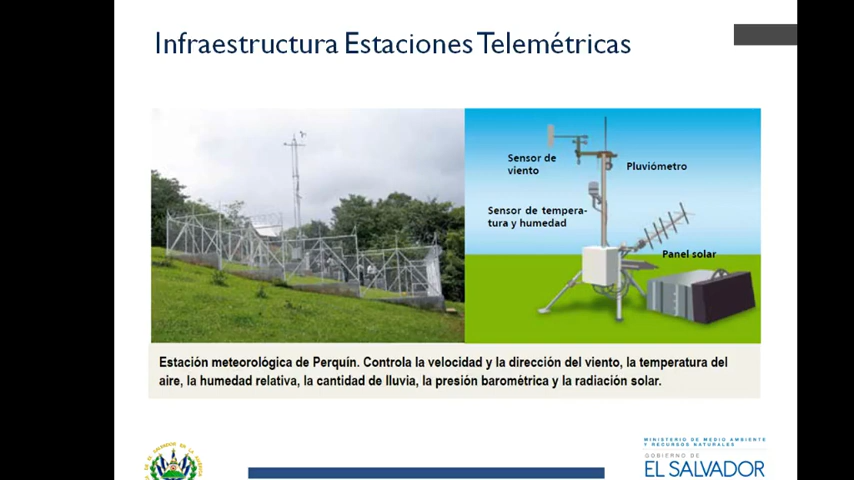 Infraestructura Estaciones Telemétricas
Sensor de
viento
Pluviómetro
Sensor de tempera-
tura y humedad
Panel solar
Estación meteorológica de Perquín. Controla la velocidad y la dirección del viento, la temperatura del
aire, la humedad relativa, la cantidad de lluvia, la presión barométrica y la radiación solar.
MINISTERIO DE MEDIO AMBIENTE
Y RECURSOS NATURALES
GOBIERNO DE
EL SALVADOR